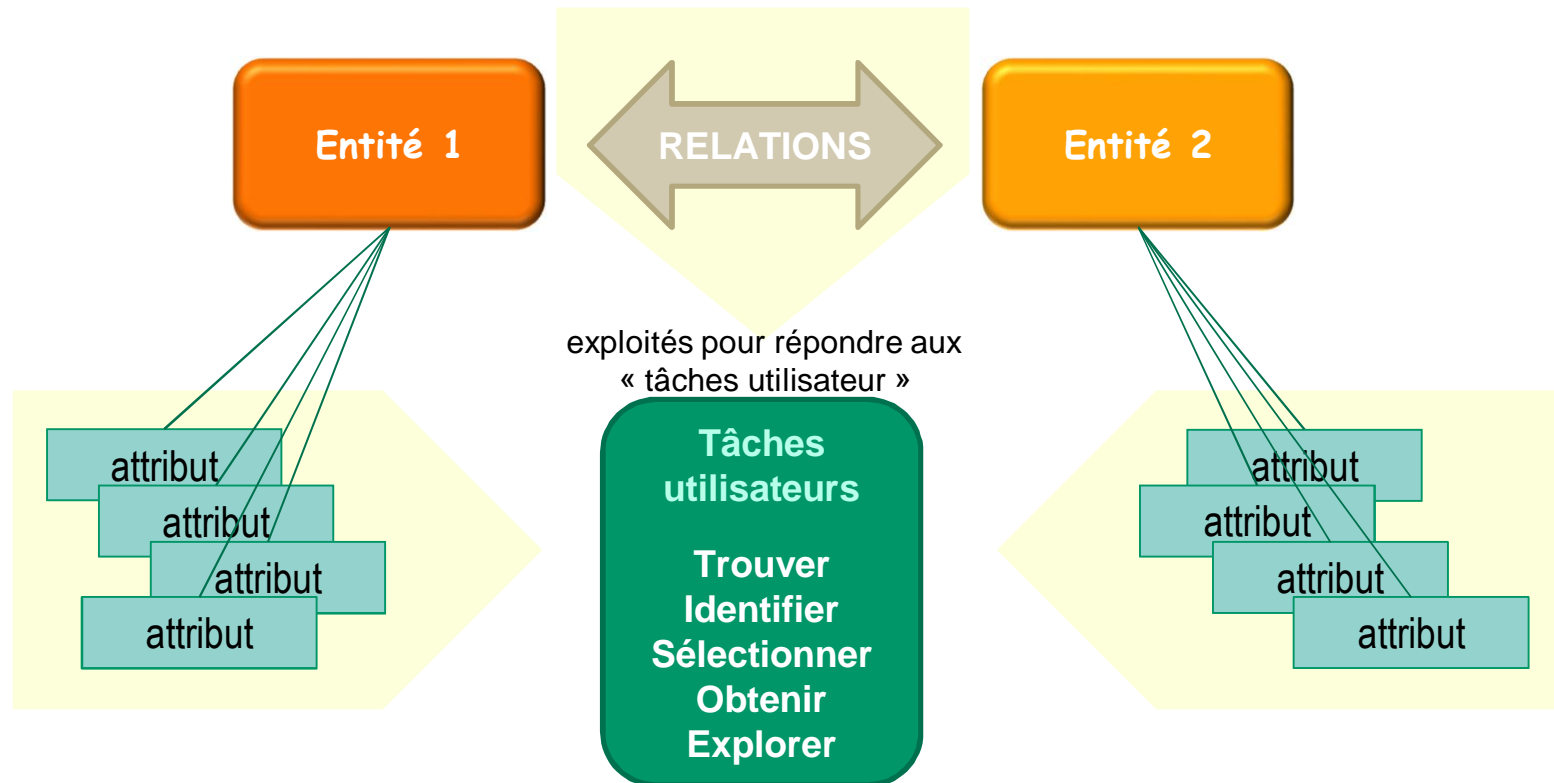 Entité 1
RELATIONS
Entité 2
exploités pour répondre aux
« tâches utilisateur »
attribut
attribut
attribut
attribut
Tâches
utilisateurs
Trouver
Identifier
Sélectionner
Obtenir
Explorer
attribut
attribut
attribut
attribut